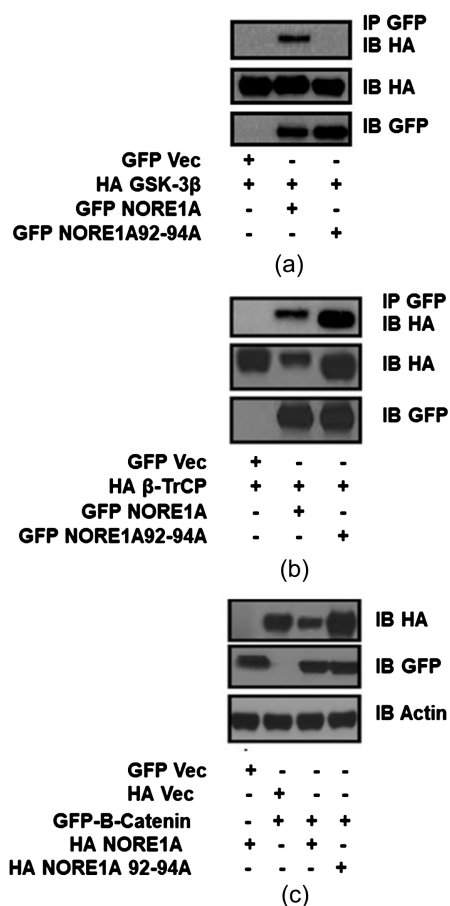 IP GFP
IB HA
IB HA
IB GFP
GFP Vec + - -
HA GSK-3β + + +
GFP NORE1A - + -
GFP NORE1A92-94A - - +
(a)
IP GFP
IB HA
IB HA
IB GFP
GFP Vec + - -
HA β-TrCP + + +
GFP NORE1A - + -
GFP NORE1A92-94A - - +
(b)
IB HA
IB GFP
IB Actin
GFP Vec + - - -
HA Vec - + - -
GFP-B-Catenin - + + +
HA NORE1A + - + -
HA NORE1A 92-94A - - - +
(c)